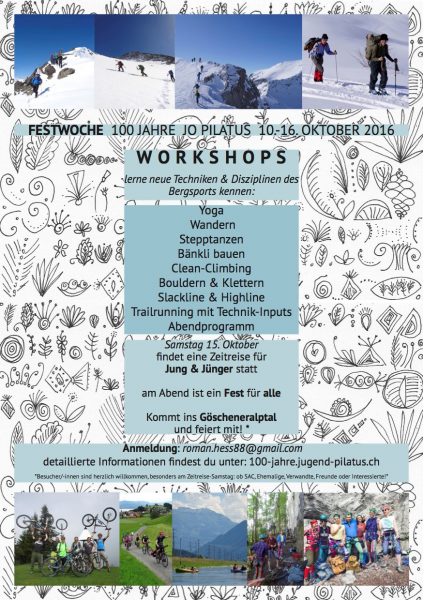 FESTWOCHE 100 JAHRE JO PILATUS 10.-16. OKTOBER 2016
WORKSHOPS
lerne neue Techniken & Disziplinen des
Bergsports kennen:
Yoga
Wandern
Stepptanzen
Bänkli bauen
Clean-Climbing
Bouldern & Klettern
Slackline & Highline
Trailrunning mit Technik-Inputs
Abendprogramm
Samstag 15. Oktober
findet eine Zeitreise für
Jung & Jünger statt
am Abend ist ein Fest für alle
Kommt ins Göscheneralptal
und feiert mit! *
Anmeldung: roman.hess88@gmail.com
detaillierte Informationen findest du unter: 100-jahre.jugend-pilatus.ch
*Besucher/-innen sind herzlich willkommen, besonders am Zeitreise-Samstag: ob SAC, Ehemalige, Verwandte, Freunde oder Interessierte!*